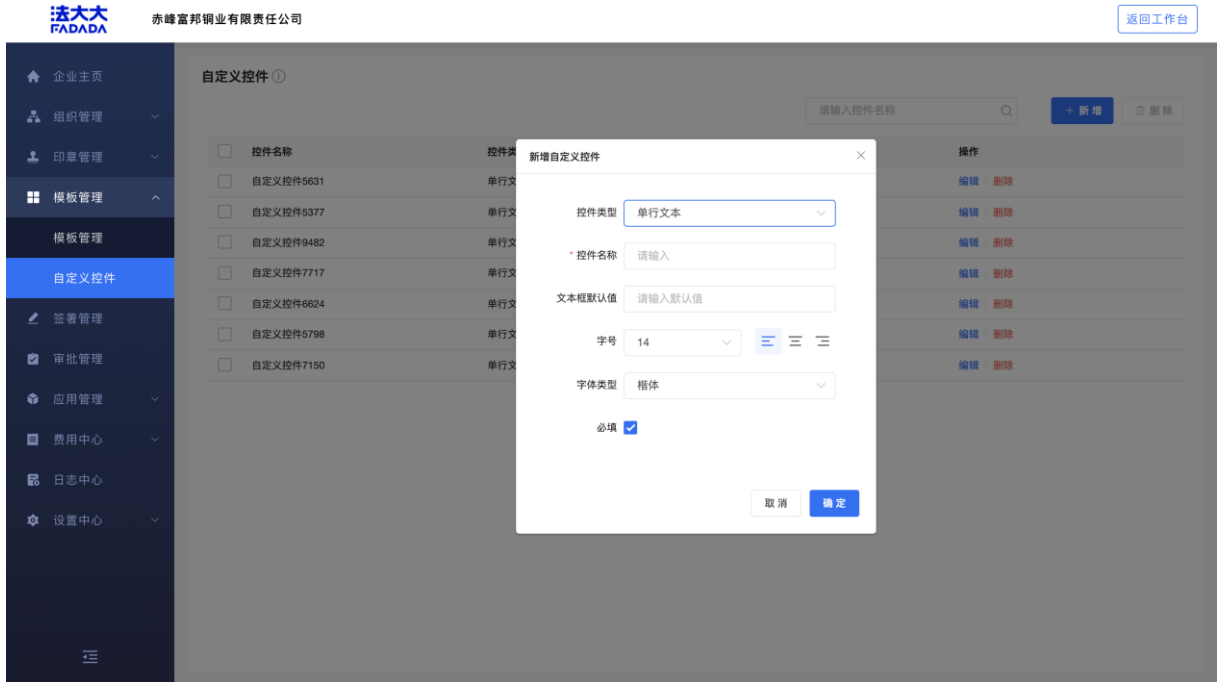 法大大
FADADA
赤峰富邦铜业有限责任公司
返回工作台
企业主页
组织管理
印章管理
模板管理
模板管理
自定义控件
签署管理
审批管理
应用管理
费用中心
日志中心
设置中心
自定义控件
请输入控件名称
+ 新增
删除
控件名称 控件类 操作
自定义控件5631 单行文 编辑 删除
自定义控件5377 单行文 编辑 删除
自定义控件9482 单行文 编辑 删除
自定义控件7717 单行文 编辑 删除
自定义控件6624 单行文 编辑 删除
自定义控件5798 单行文 编辑 删除
自定义控件7150 单行文 编辑 删除
新增自定义控件
控件类型 单行文本
* 控件名称 请输入
文本框默认值 请输入默认值
字号 14
字体类型 楷体
必填
取消 确定